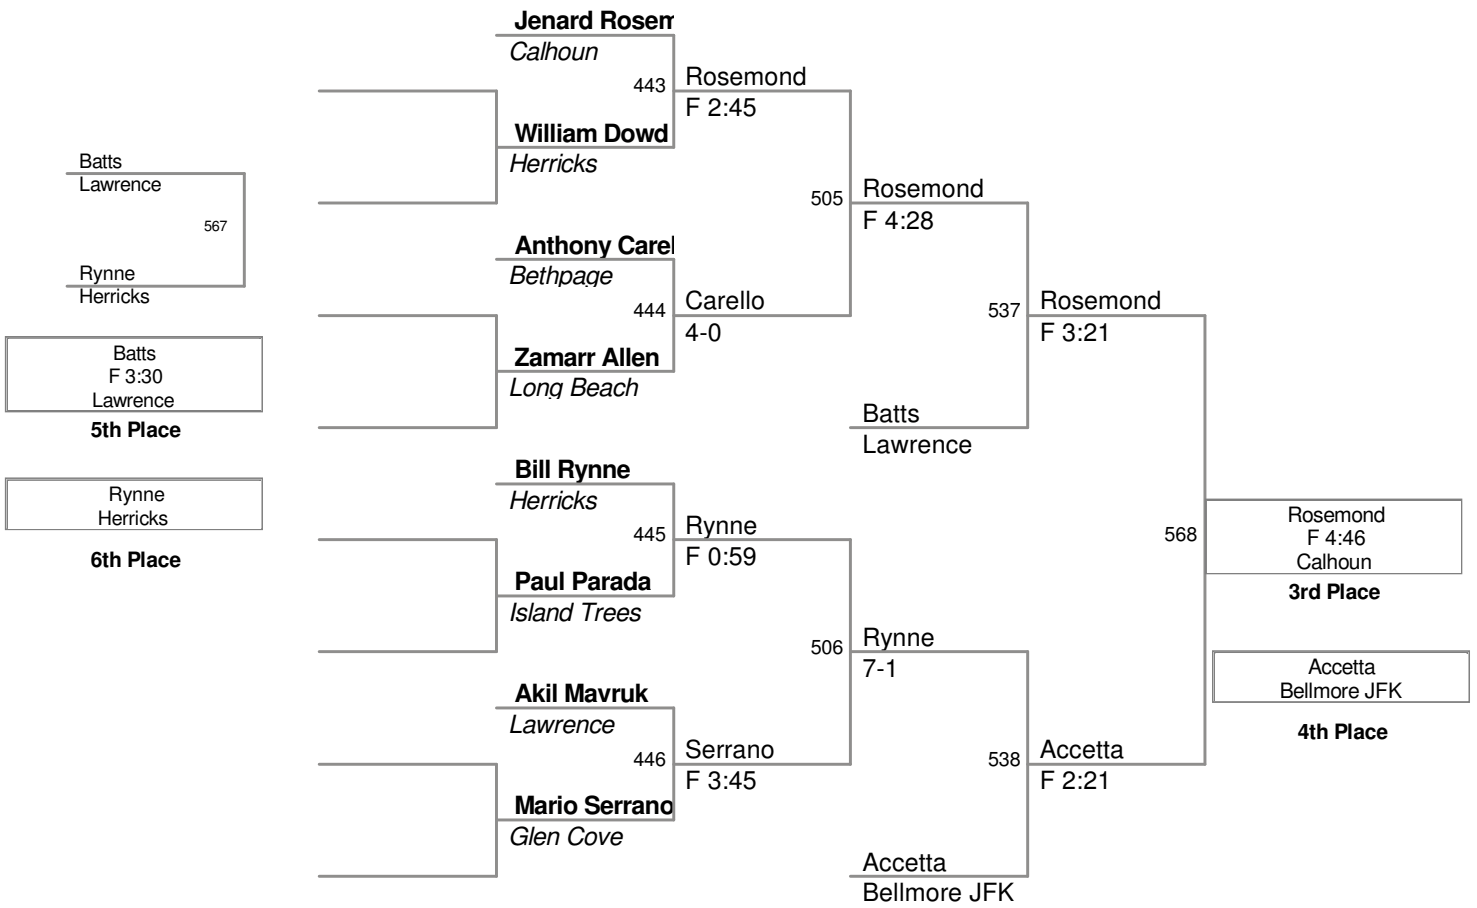 Jenard Rosem
Calhoun
443
Rosemond
F 2:45
William Dowd
Herricks
Batts
Lawrence
567
Rynne
Herricks
Batts
F 3:30
Lawrence
5th Place
Rynne
Herricks
6th Place
505
Rosemond
F 4:28
Anthony Carel
Bethpage
444
Carello
4-0
Zamarr Allen
Long Beach
537
Rosemond
F 3:21
Batts
Lawrence
Bill Rynne
Herricks
445
Rynne
F 0:59
Paul Parada
Island Trees
506
Rynne
7-1
Akil Mavruk
Lawrence
446
Serrano
F 3:45
Mario Serrano
Glen Cove
538
Accetta
F 2:21
Accetta
Bellmore JFK
568
Rosemond
F 4:46
Calhoun
3rd Place
Accetta
Bellmore JFK
4th Place